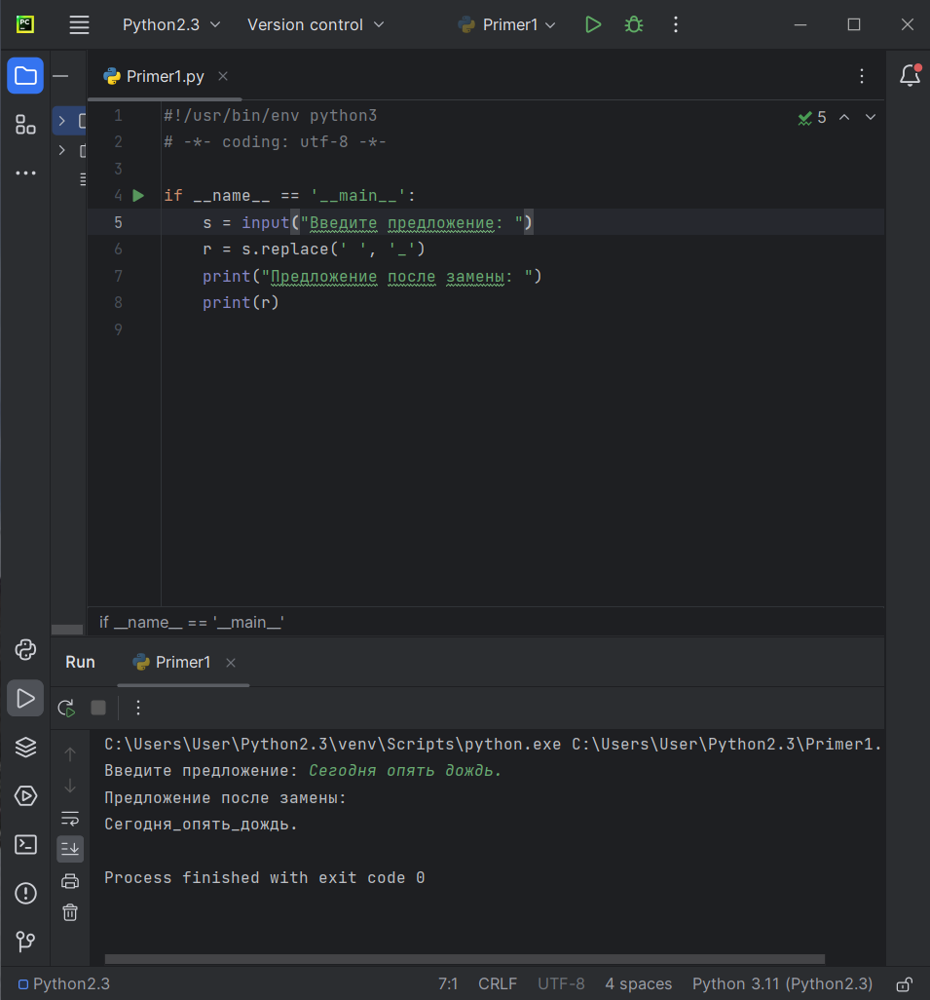 PC
Python2.3
Version control
Primer1
Primer1.py
1 #!/usr/bin/env python3
2 # -*- coding: utf-8 -*-
3
4 if __name__ == '__main__':
5 s = input("Введите предложение: ")
6 r = s.replace(' ', '_')
7 print("Предложение после замены: ")
8 print(r)
9
5
if __name__ == '__main__'
Run
Primer1
C:\Users\User\Python2.3\venv\Scripts\python.exe C:\Users\User\Python2.3\Primer1.
Введите предложение: Сегодня опять дождь.
Предложение после замены:
Сегодня_опять_дождь.
Process finished with exit code 0
Python2.3
7:1 CRLF UTF-8 4 spaces Python 3.11 (Python2.3)